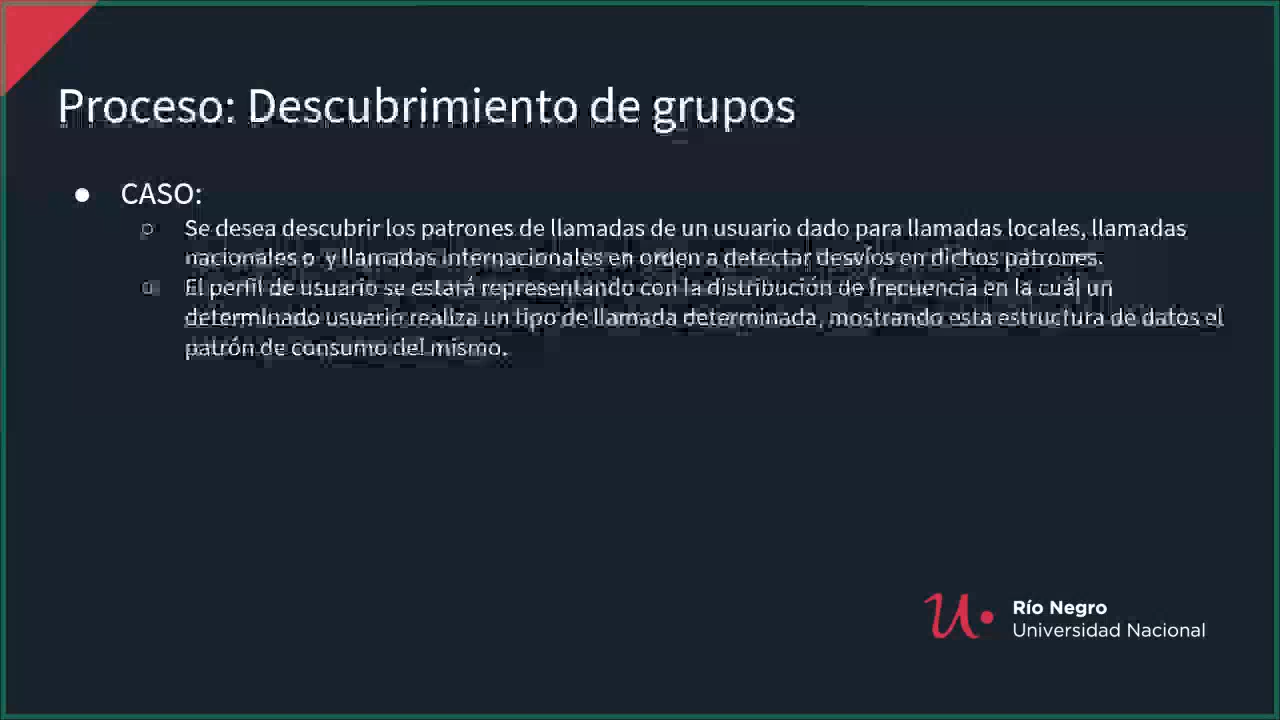 Proceso: Descubrimiento de grupos
● CASO:
○ Se desea descubrir los patrones de llamadas de un usuario dado para llamadas locales, llamadas
nacionales o y llamadas internacionales en orden a detectar desvíos en dichos patrones.
○ El perfil de usuario se estará representando con la distribución de frecuencia en la cuál un
determinado usuario realiza un tipo de llamada determinada, mostrando esta estructura de datos el
patrón de consumo del mismo.
Río Negro
Universidad Nacional